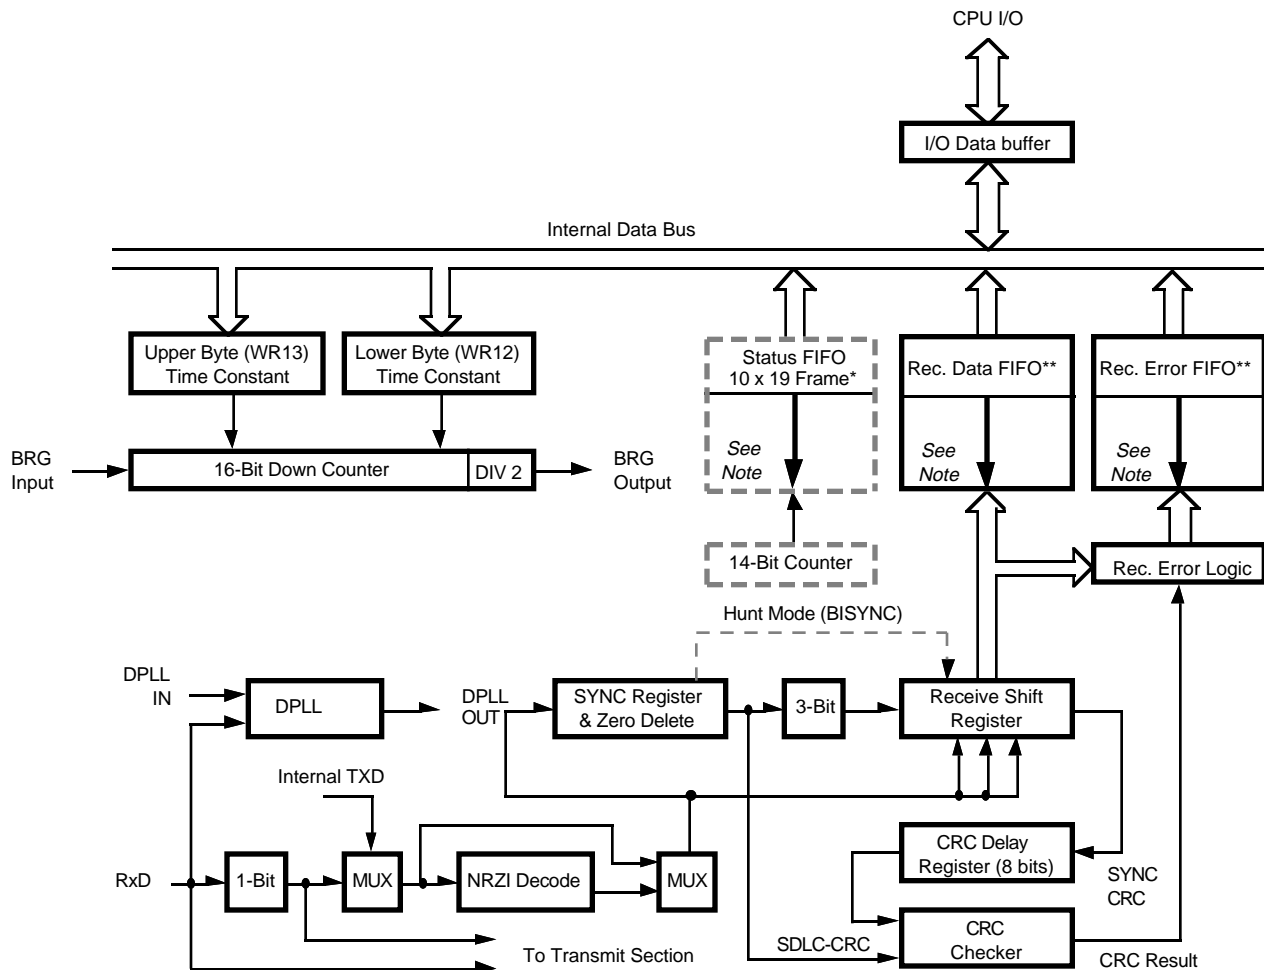 CPU I/O
I/O Data buffer
Internal Data Bus
Upper Byte (WR13)
Time Constant
Lower Byte (WR12)
Time Constant
Status FIFO
10 x 19 Frame*
Rec. Data FIFO**
Rec. Error FIFO**
See
Note
See
Note
See
Note
BRG
Input
16-Bit Down Counter
DIV 2
BRG
Output
14-Bit Counter
Rec. Error Logic
Hunt Mode (BISYNC)
DPLL
IN
DPLL
DPLL
OUT
SYNC Register
& Zero Delete
3-Bit
Receive Shift
Register
Internal TXD
RxD
1-Bit
MUX
NRZI Decode
MUX
CRC Delay
Register (8 bits)
SYNC
CRC
To Transmit Section
SDLC-CRC
CRC
Checker
CRC Result